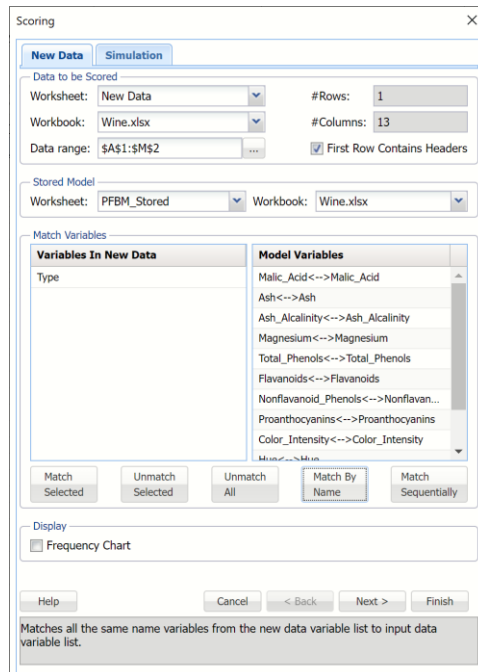 Scoring
New Data Simulation
Data to be Scored
Worksheet: New Data #Rows: 1
Workbook: Wine.xlsx #Columns: 13
Data range: $A$1:$M$2 ... First Row Contains Headers
Stored Model
Worksheet: PFBM_Stored Workbook: Wine.xlsx
Match Variables
Variables In New Data Model Variables
Type Malic_Acid<-->Malic_Acid
Ash<-->Ash
Ash_Alcalinity<-->Ash_Alcalinity
Magnesium<-->Magnesium
Total_Phenols<-->Total_Phenols
Flavanoids<-->Flavanoids
Nonflavanoid_Phenols<-->Nonflavan...
Proanthocyanins<-->Proanthocyanins
Color_Intensity<-->Color_Intensity
Hue<-->Hue
Match Selected Unmatch Selected Unmatch All Match By Name Match Sequentially
Display
Frequency Chart
Help Cancel < Back Next > Finish
Matches all the same name variables from the new data variable list to input data
variable list.